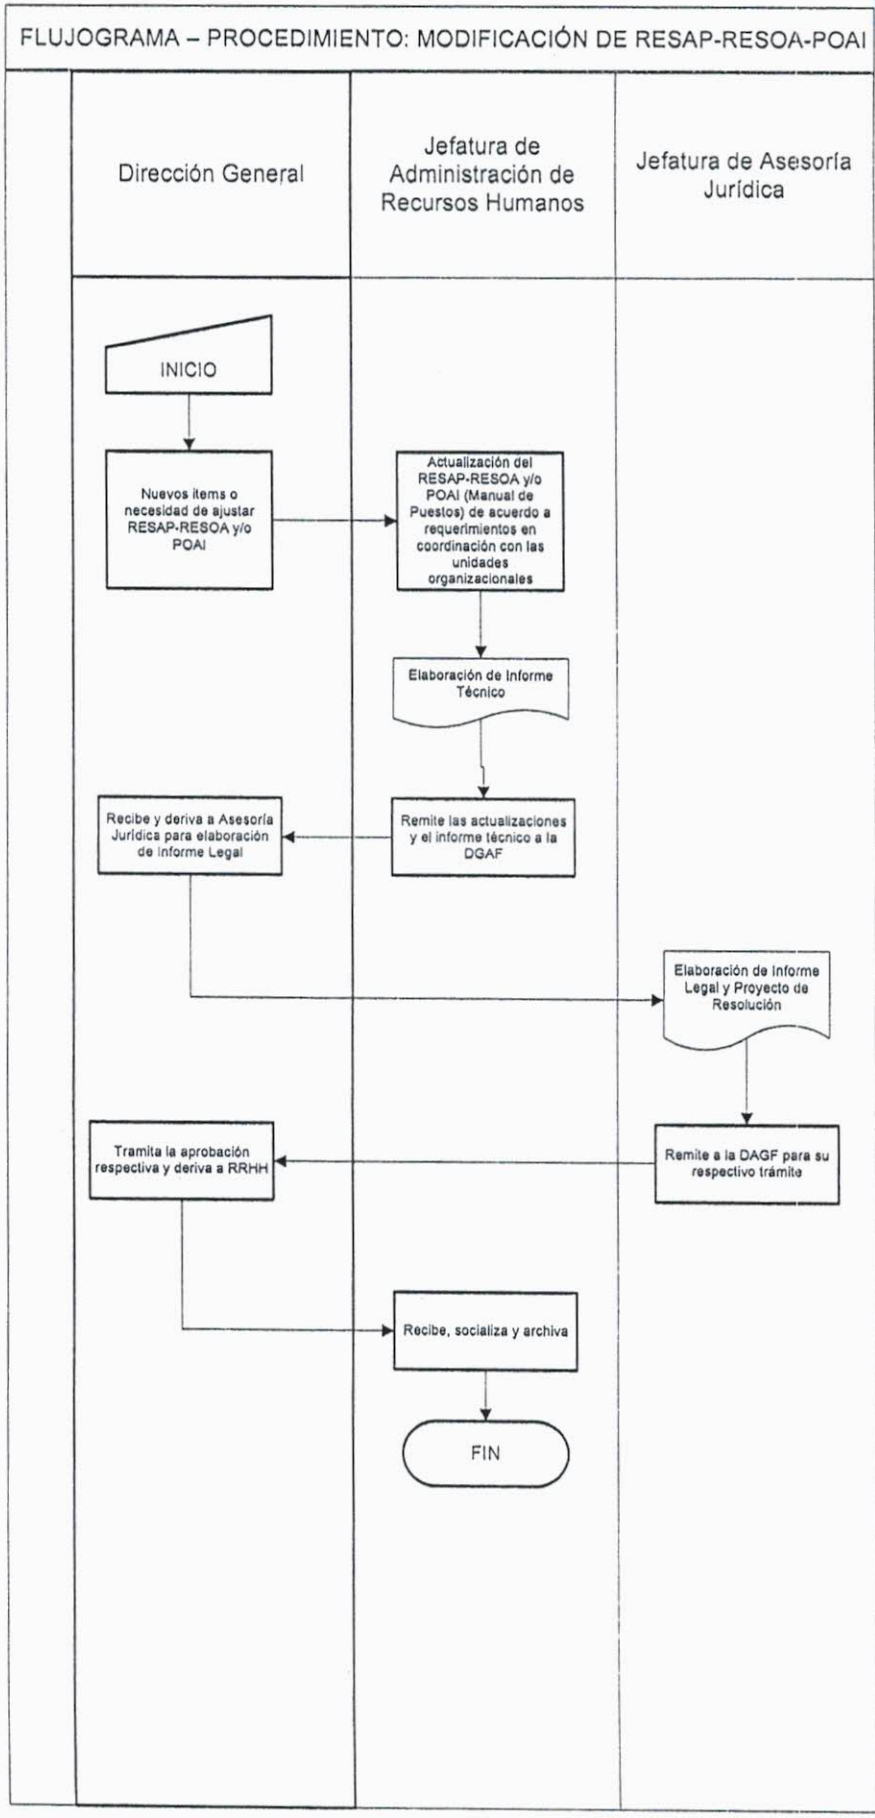 FLUJOGRAMA – PROCEDIMIENTO: MODIFICACIÓN DE RESAP-RESOA-POAI
Dirección General
Jefatura de
Administración de
Recursos Humanos
Jefatura de Asesoría
Jurídica
INICIO
Nuevos items o
necesidad de ajustar
RESAP-RESOA y/o
POAI
Actualización del
RESAP-RESOA y/o
POAI (Manual de
Puestos) de acuerdo a
requerimientos en
coordinación con las
unidades
organizacionales
Elaboración de Informe
Técnico
Remite las actualizaciones
y el informe técnico a la
DGAF
Recibe y deriva a Asesoría
Jurídica para elaboración
de Informe Legal
Elaboración de Informe
Legal y Proyecto de
Resolución
Remite a la DAGF para su
respectivo trámite
Tramita la aprobación
respectiva y deriva a RRHH
Recibe, socializa y archiva
FIN